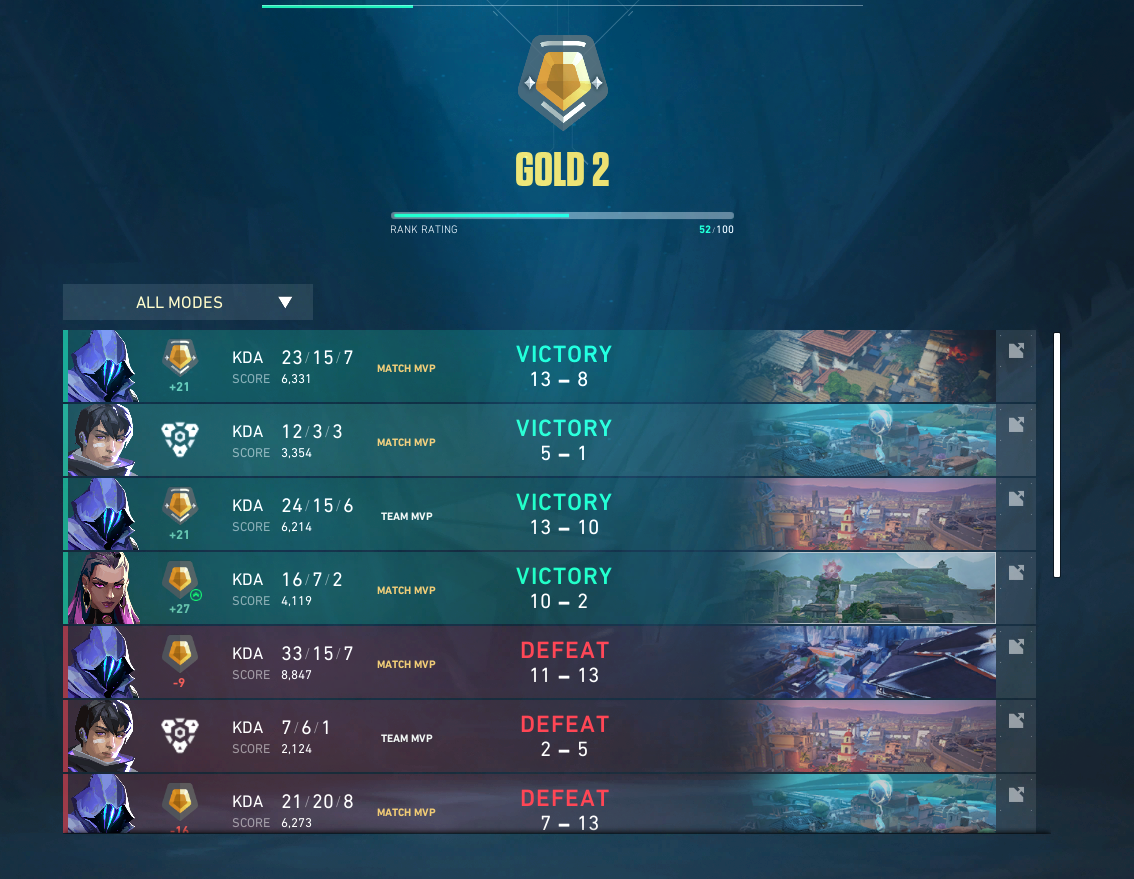 GOLD 2
RANK RATING 52/100
ALL MODES
KDA 23/15/7 VICTORY
SCORE 6,331 MATCH MVP 13 – 8
+21
KDA 12/3/3 VICTORY
SCORE 3,354 MATCH MVP 5 – 1
KDA 24/15/6 VICTORY
SCORE 6,214 TEAM MVP 13 – 10
+21
KDA 16/7/2 VICTORY
SCORE 4,119 MATCH MVP 10 – 2
+27
KDA 33/15/7 DEFEAT
SCORE 8,847 MATCH MVP 11 – 13
-9
KDA 7/6/1 DEFEAT
SCORE 2,124 TEAM MVP 2 – 5
KDA 21/20/8 DEFEAT
SCORE 6,273 MATCH MVP 7 – 13